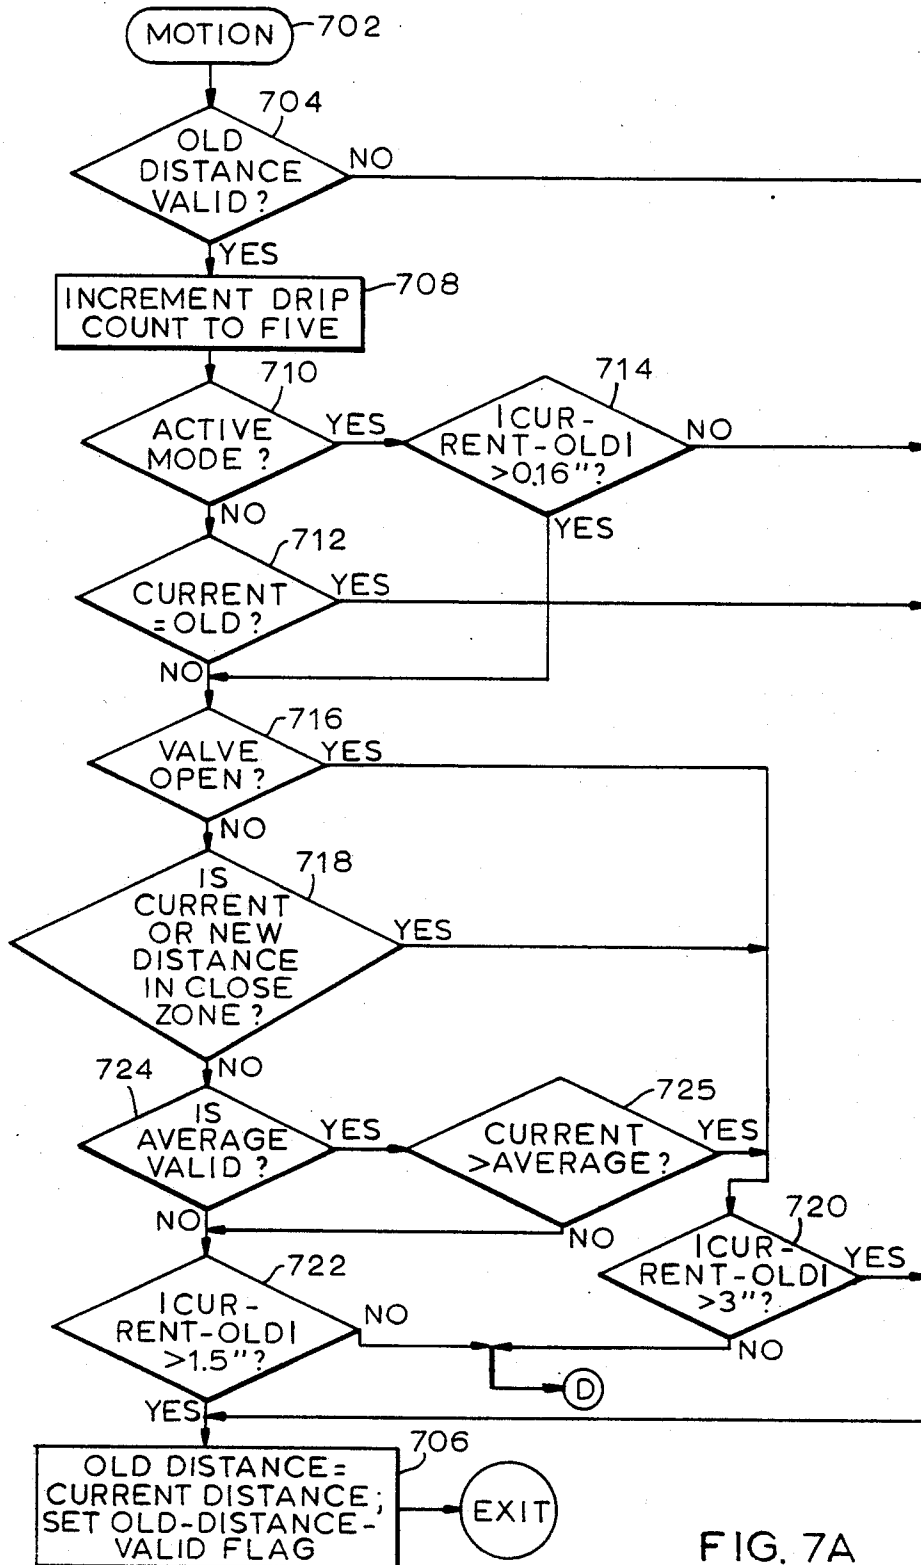 MOTION
702
704
OLD
DISTANCE
VALID?
NO
YES
INCREMENT DRIP
COUNT TO FIVE
708
710
ACTIVE
MODE?
YES
NO
714
|CUR-
RENT-OLD|
>0.16"?
NO
YES
712
CURRENT
=OLD?
YES
NO
716
VALVE
OPEN?
YES
NO
718
IS
CURRENT
OR NEW
DISTANCE
IN CLOSE
ZONE?
YES
NO
724
IS
AVERAGE
VALID?
YES
NO
725
CURRENT
>AVERAGE?
YES
NO
720
|CUR-
RENT-OLD|
>3"?
YES
NO
722
|CUR-
RENT-OLD|
>1.5"?
NO
YES
D
706
OLD DISTANCE=
CURRENT DISTANCE;
SET OLD-DISTANCE-
VALID FLAG
EXIT
FIG. 7A